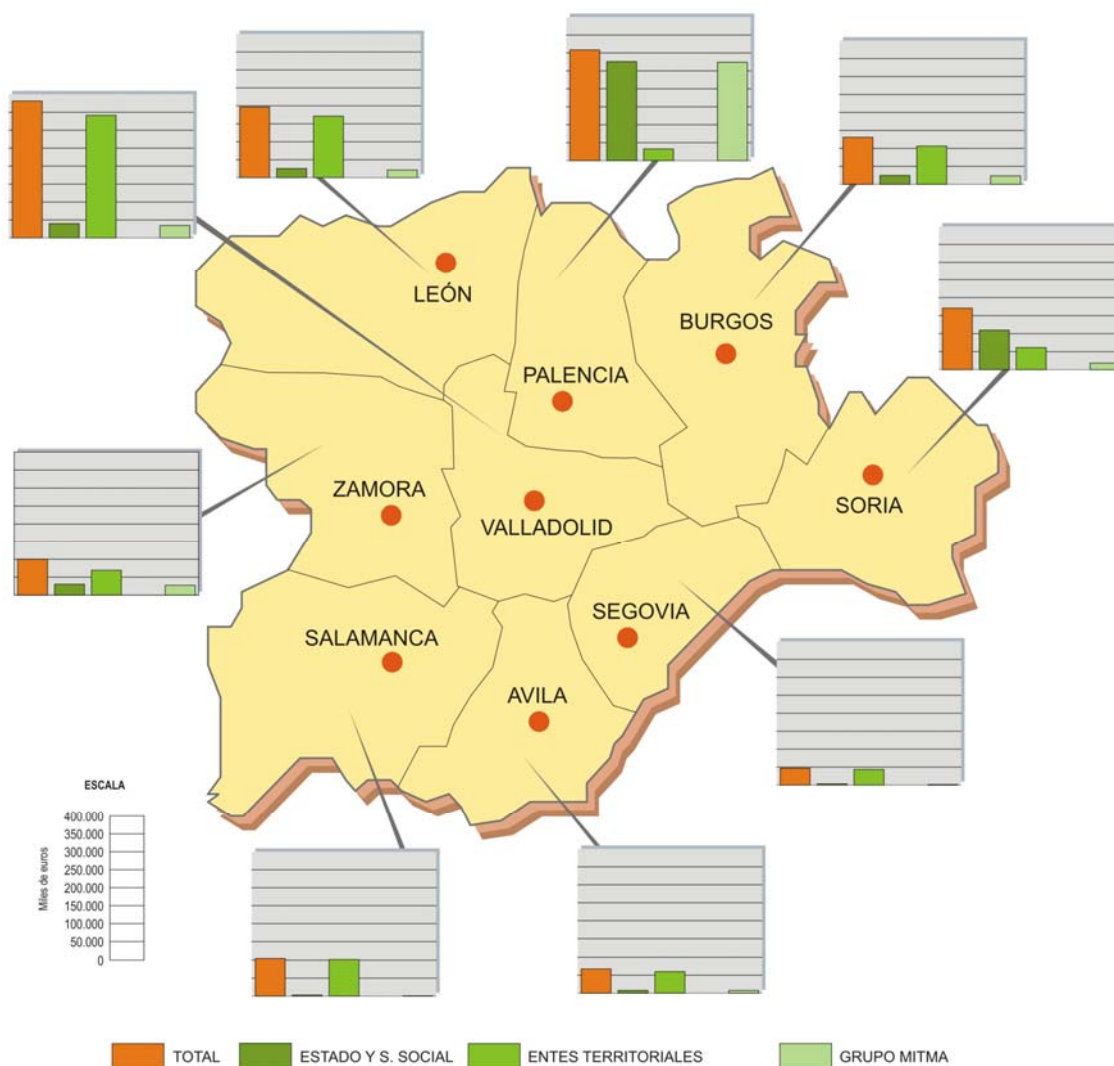 LEÓN
BURGOS
PALENCIA
ZAMORA
SORIA
VALLADOLID
SEGOVIA
SALAMANCA
AVILA
ESCALA
Miles de euros
400.000
350.000
300.000
250.000
200.000
150.000
100.000
50.000
0
TOTAL
ESTADO Y S. SOCIAL
ENTES TERRITORIALES
GRUPO MITMA